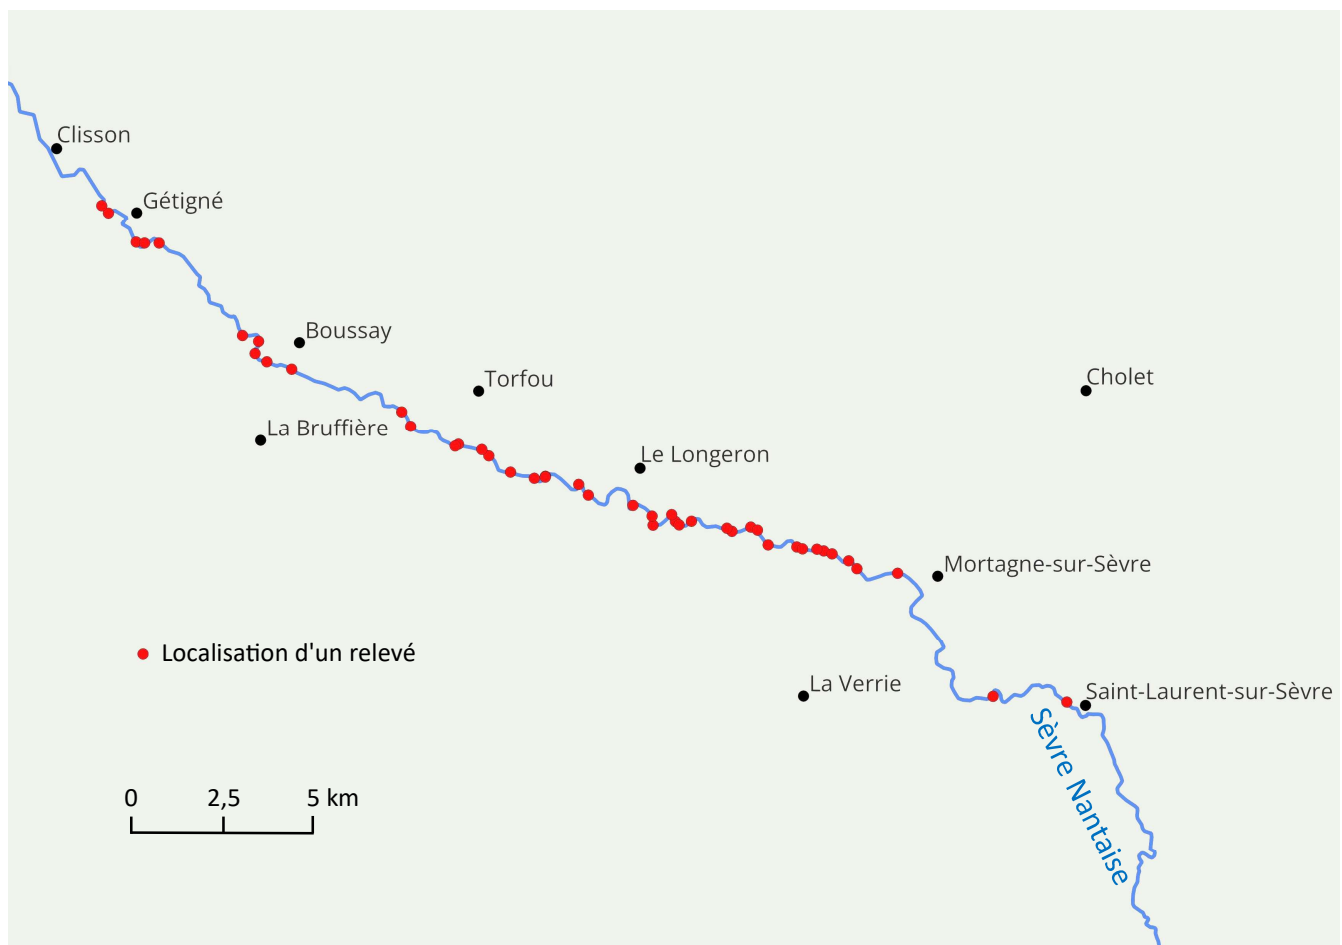 Clisson
Gétigné
Boussay
Torfou
Cholet
La Bruffière
Le Longeron
Mortagne-sur-Sèvre
Localisation d'un relevé
La Verrie
Saint-Laurent-sur-Sèvre
Sèvre Nantaise
0 2,5 5 km